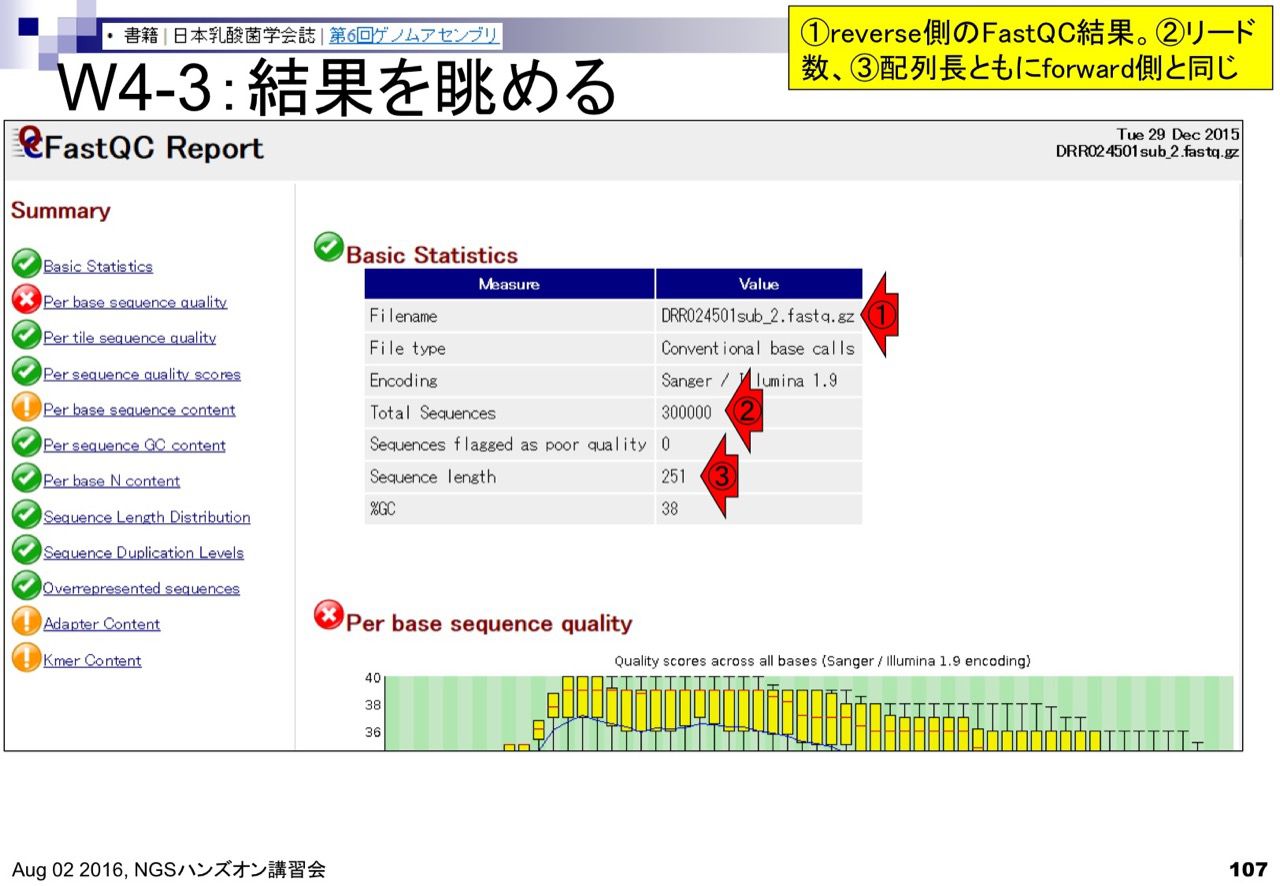 • 書籍 | 日本乳酸菌学会誌 | 第6回ゲノムアセンブリ
①reverse側のFastQC結果。②リード
数、③配列長ともにforward側と同じ
W4-3：結果を眺める
FastQC Report
Tue 29 Dec 2015
DRR024501sub_2.fastq.gz
Summary
Basic Statistics
Per base sequence quality
Per tile sequence quality
Per sequence quality scores
Per base sequence content
Per sequence GC content
Per base N content
Sequence Length Distribution
Sequence Duplication Levels
Overrepresented sequences
Adapter Content
Kmer Content
Basic Statistics
Measure Value
Filename DRR024501sub_2.fastq.gz ①
File type Conventional base calls
Encoding Sanger / Illumina 1.9
Total Sequences 300000 ②
Sequences flagged as poor quality 0
Sequence length 251 ③
%GC 38
Per base sequence quality
Quality scores across all bases (Sanger / Illumina 1.9 encoding)
40
38
36
Aug 02 2016, NGSハンズオン講習会
107